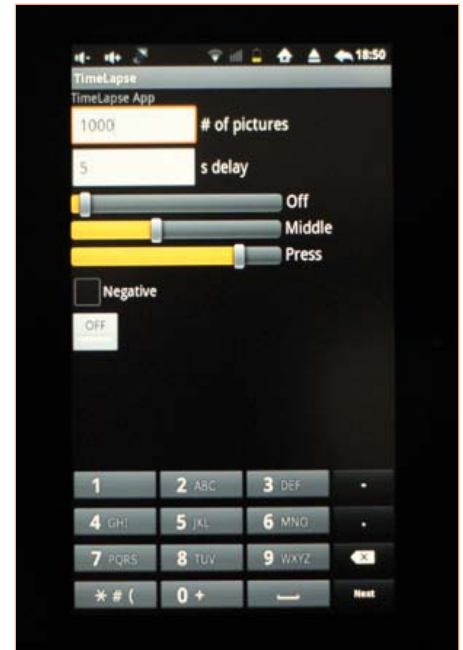 18:50
TimeLapse
TimeLapse App
1000 # of pictures
5 s delay
Off
Middle
Press
Negative
OFF
1 2 ABC 3 DEF -
4 GHI 5 JKL 6 MNO .
7 PQRS 8 TUV 9 WXYZ
* # ( 0 + Next